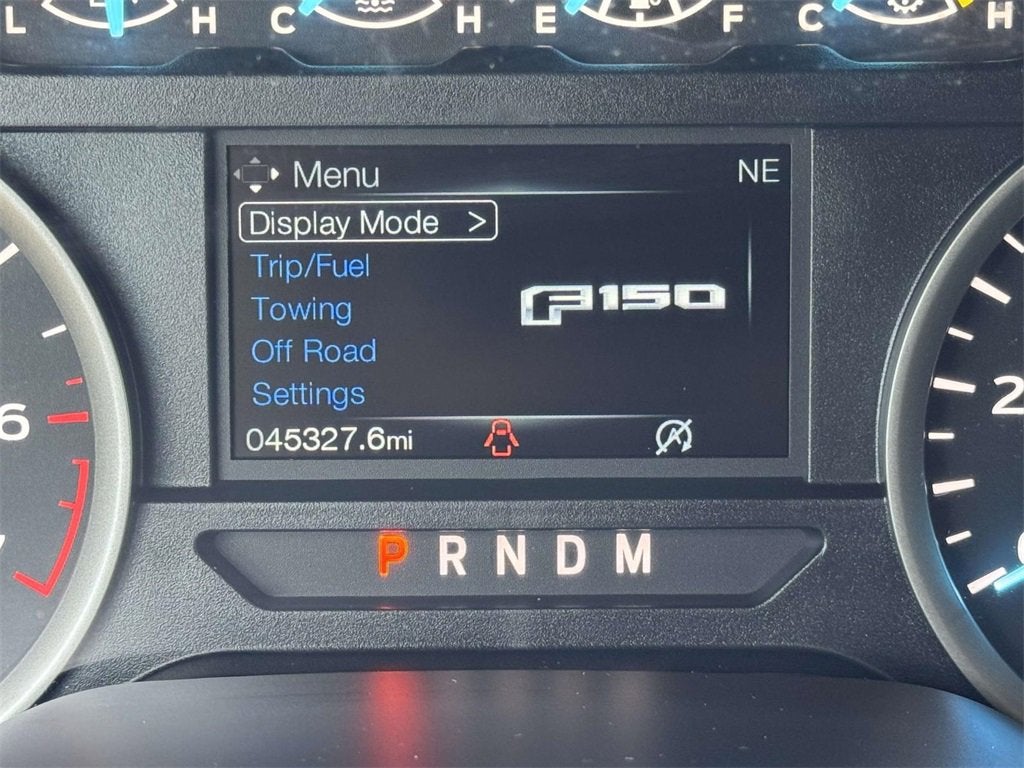 L H C H E F C H
Menu NE
Display Mode >
Trip/Fuel
F150
Towing
Off Road
Settings
045327.6mi
6
2
P R N D M